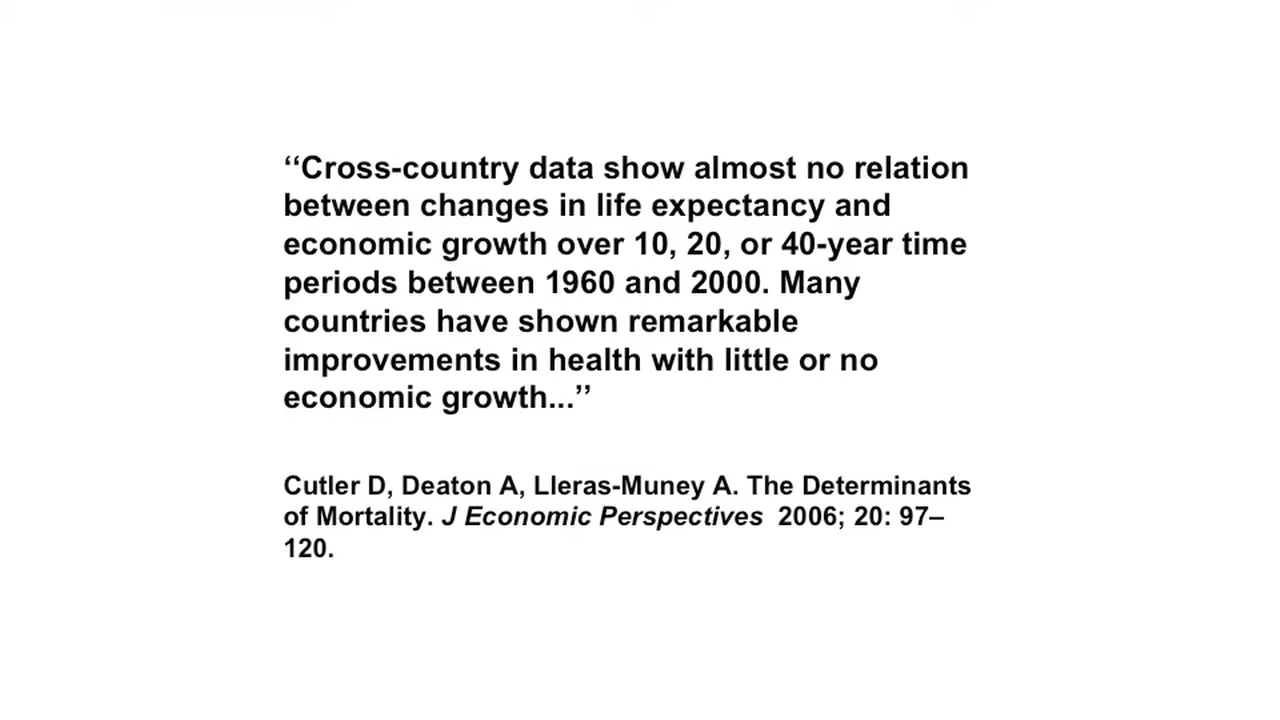 ‘‘Cross-country data show almost no relation
between changes in life expectancy and
economic growth over 10, 20, or 40-year time
periods between 1960 and 2000. Many
countries have shown remarkable
improvements in health with little or no
economic growth...’’
Cutler D, Deaton A, Lleras-Muney A. The Determinants
of Mortality. J Economic Perspectives 2006; 20: 97–
120.